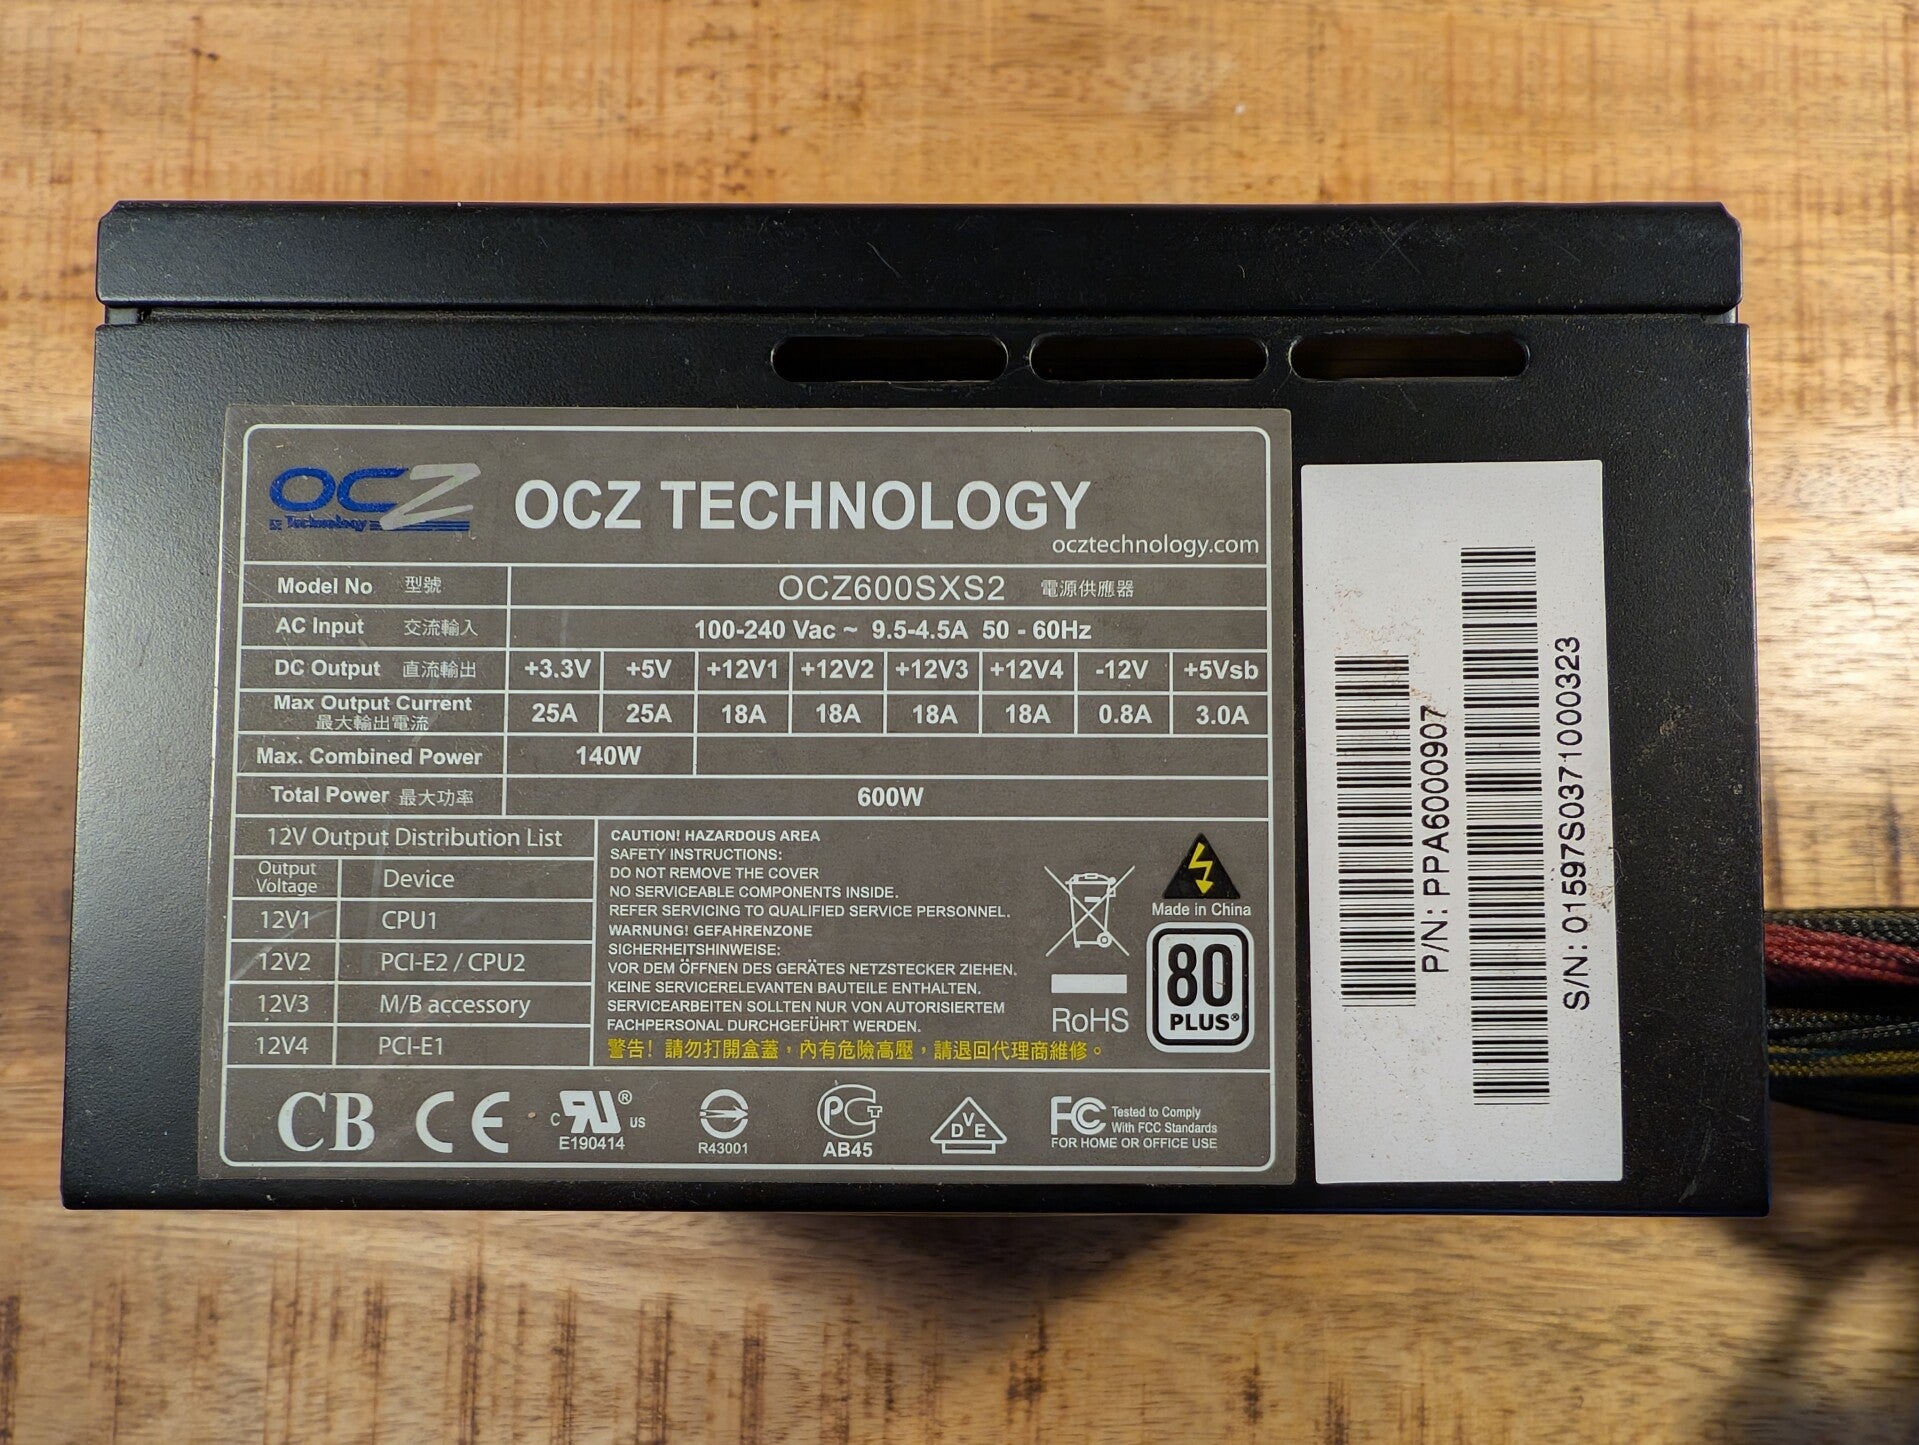 OCZ
Technology
OCZ TECHNOLOGY
ocztechnology.com
Model No 型號 OCZ600SXS2 電源供應器
AC Input 交流輸入 100-240 Vac ~ 9.5-4.5A 50 - 60Hz
DC Output 直流輸出 +3.3V +5V +12V1 +12V2 +12V3 +12V4 -12V +5Vsb
Max Output Current
最大輸出電流 25A 25A 18A 18A 18A 18A 0.8A 3.0A
Max. Combined Power 140W
Total Power 最大功率 600W
12V Output Distribution List
Output
Voltage Device
12V1 CPU1
12V2 PCI-E2 / CPU2
12V3 M/B accessory
12V4 PCI-E1
CAUTION! HAZARDOUS AREA
SAFETY INSTRUCTIONS:
DO NOT REMOVE THE COVER
NO SERVICEABLE COMPONENTS INSIDE.
REFER SERVICING TO QUALIFIED SERVICE PERSONNEL.
WARNUNG! GEFAHRENZONE
SICHERHEITSHINWEISE:
VOR DEM ÖFFNEN DES GERÄTES NETZSTECKER ZIEHEN.
KEINE SERVICERELEVANTEN BAUTEILE ENTHALTEN.
SERVICEARBEITEN SOLLTEN NUR VON AUTORISIERTEM
FACHPERSONAL DURCHGEFÜHRT WERDEN.
警告！請勿打開盒蓋，內有危險高壓，請退回代理商維修。
Made in China
RoHS
80
PLUS®
CB
CE
c RU ® US
E190414
R43001
PCT
AB45
DVE
FC Tested to Comply
With FCC Standards
FOR HOME OR OFFICE USE
P/N: PPA6000907
S/N: 01597S0371000323